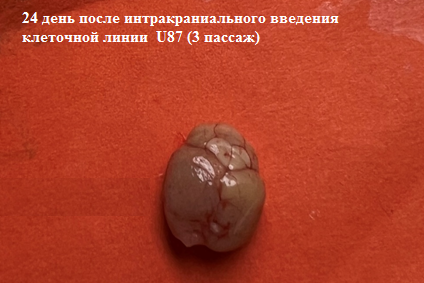 24 день после интракраниального введения
клеточной линии U87 (3 пассаж)